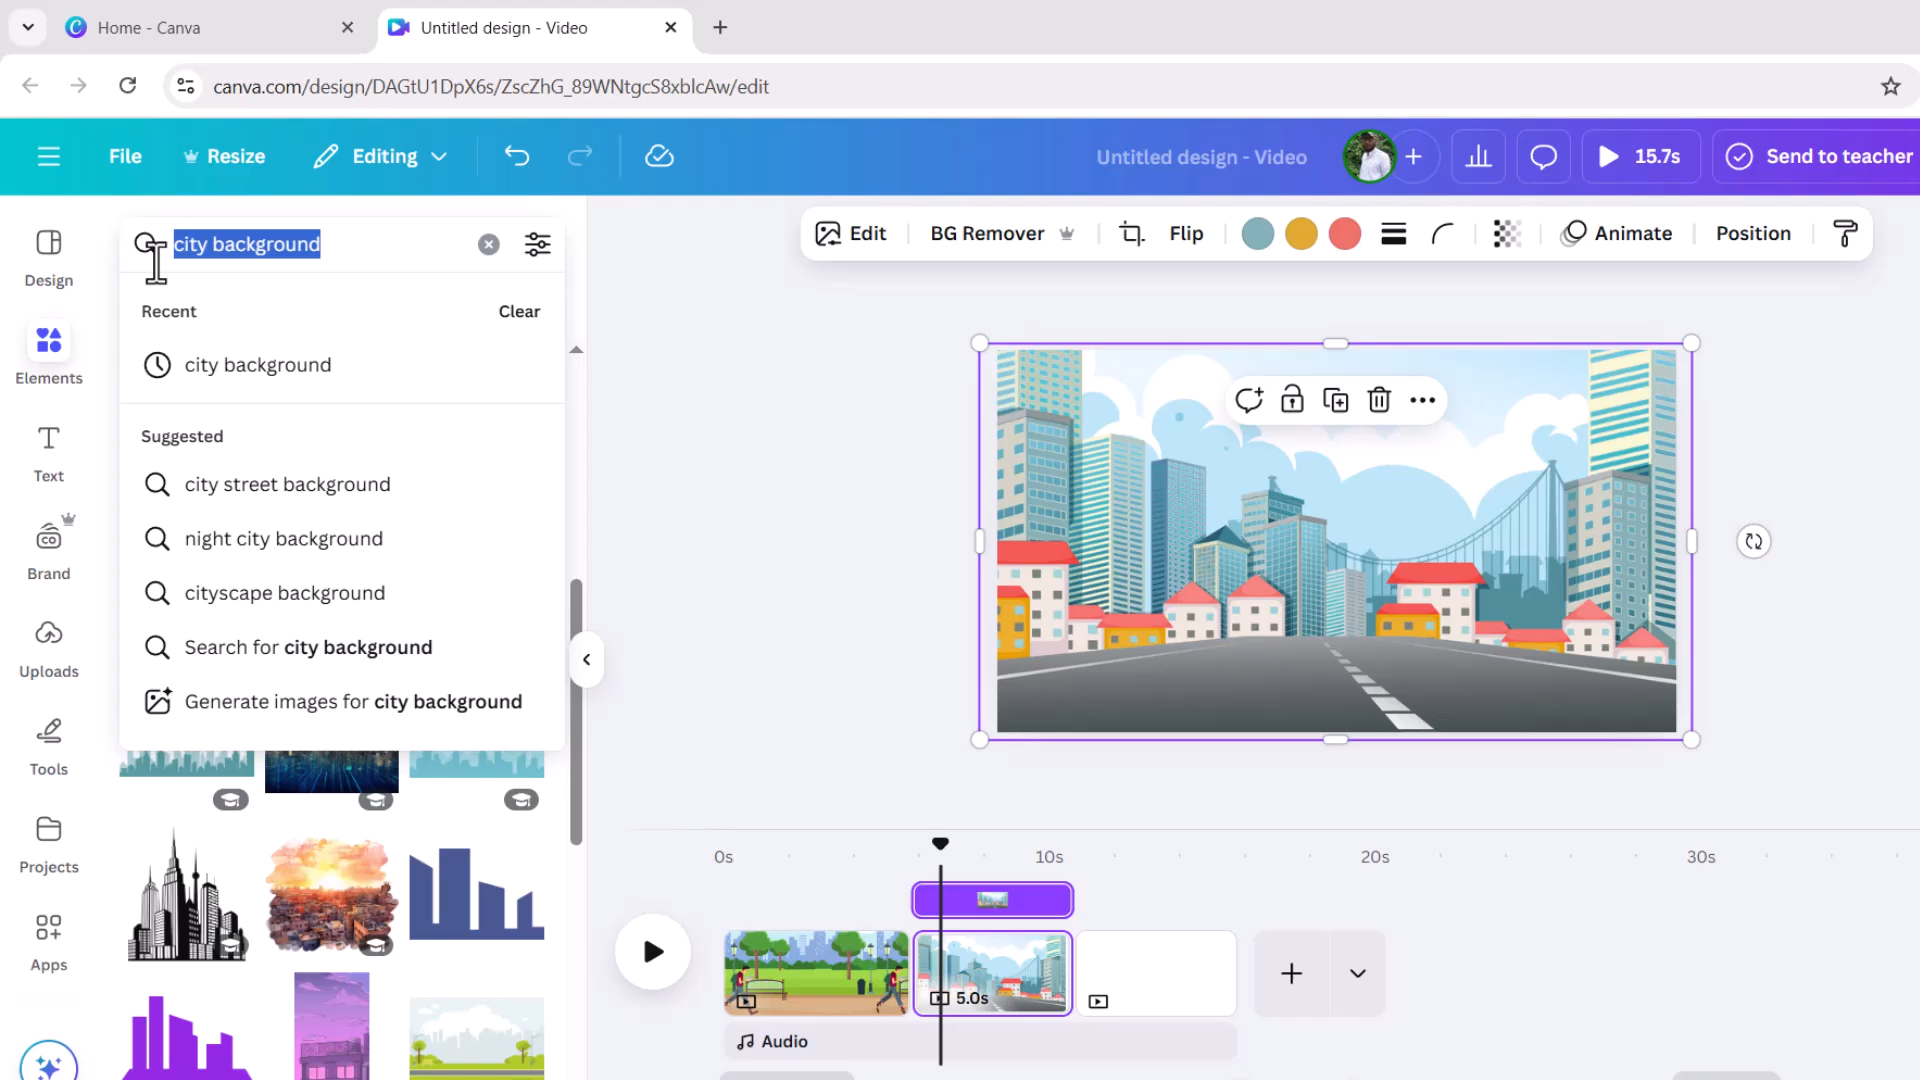 Home - Canva
Untitled design - Video
canva.com/design/DAGtU1DpX6s/ZscZhG_89WNtgcS8xblcAw/edit
File
Resize
Editing
Untitled design - Video
15.7s
Send to teacher
Design
Elements
Text
Brand
Uploads
Tools
Projects
Apps
city background
Recent
Clear
city background
Suggested
city street background
night city background
cityscape background
Search for city background
Generate images for city background
Edit
BG Remover
Flip
Animate
Position
0s
10s
20s
30s
5.0s
Audio